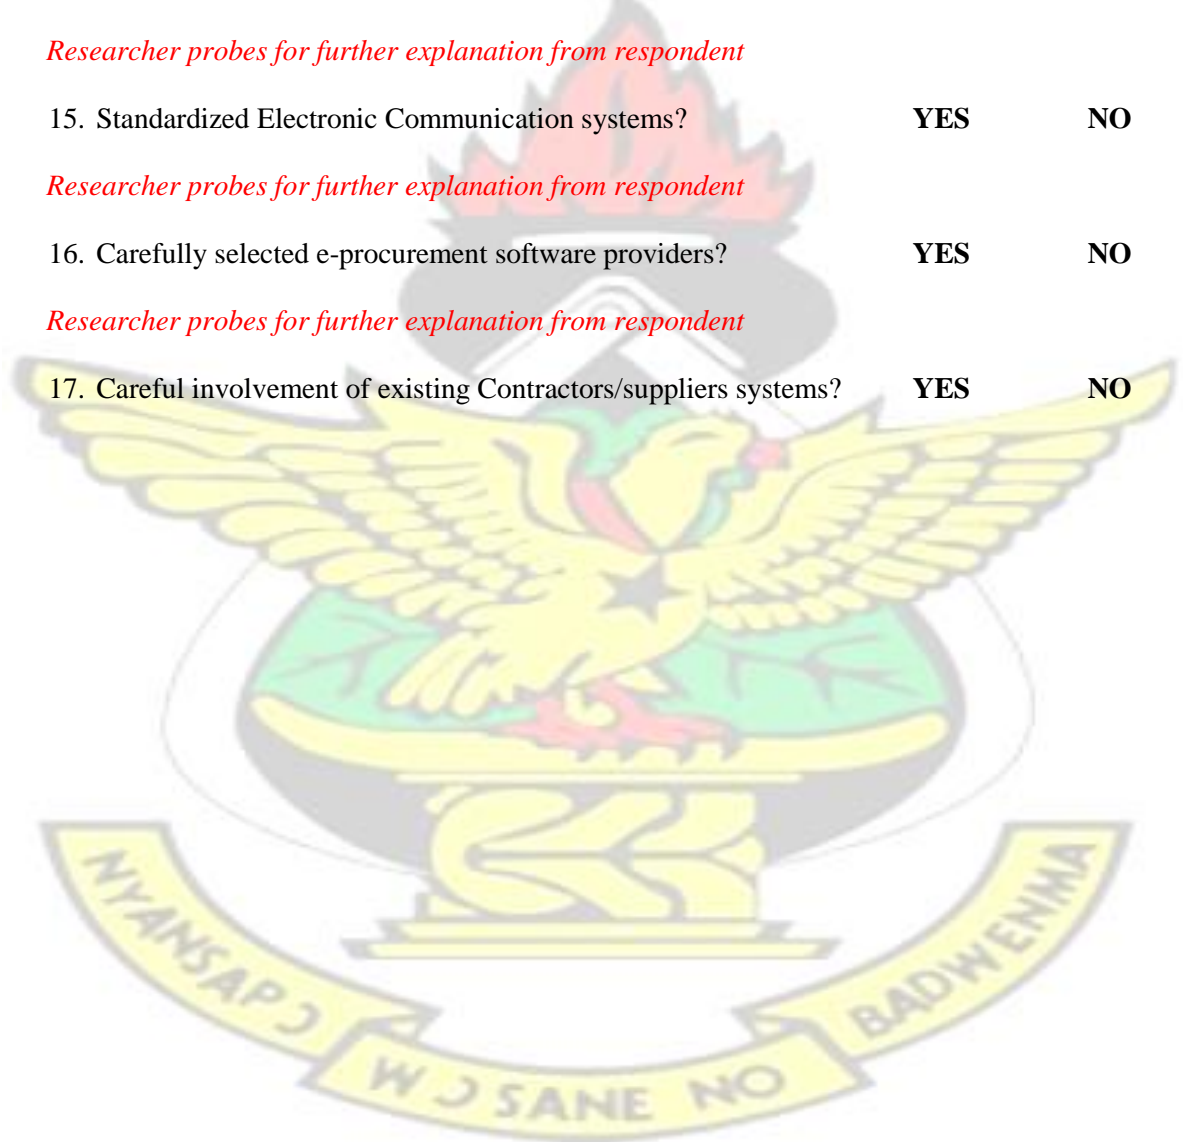 Researcher probes for further explanation from respondent
15. Standardized Electronic Communication systems? YES NO
Researcher probes for further explanation from respondent
16. Carefully selected e-procurement software providers? YES NO
Researcher probes for further explanation from respondent
17. Careful involvement of existing Contractors/suppliers systems? YES NO
NYANSAPƆ
WƆSANE NO
BADWENMA